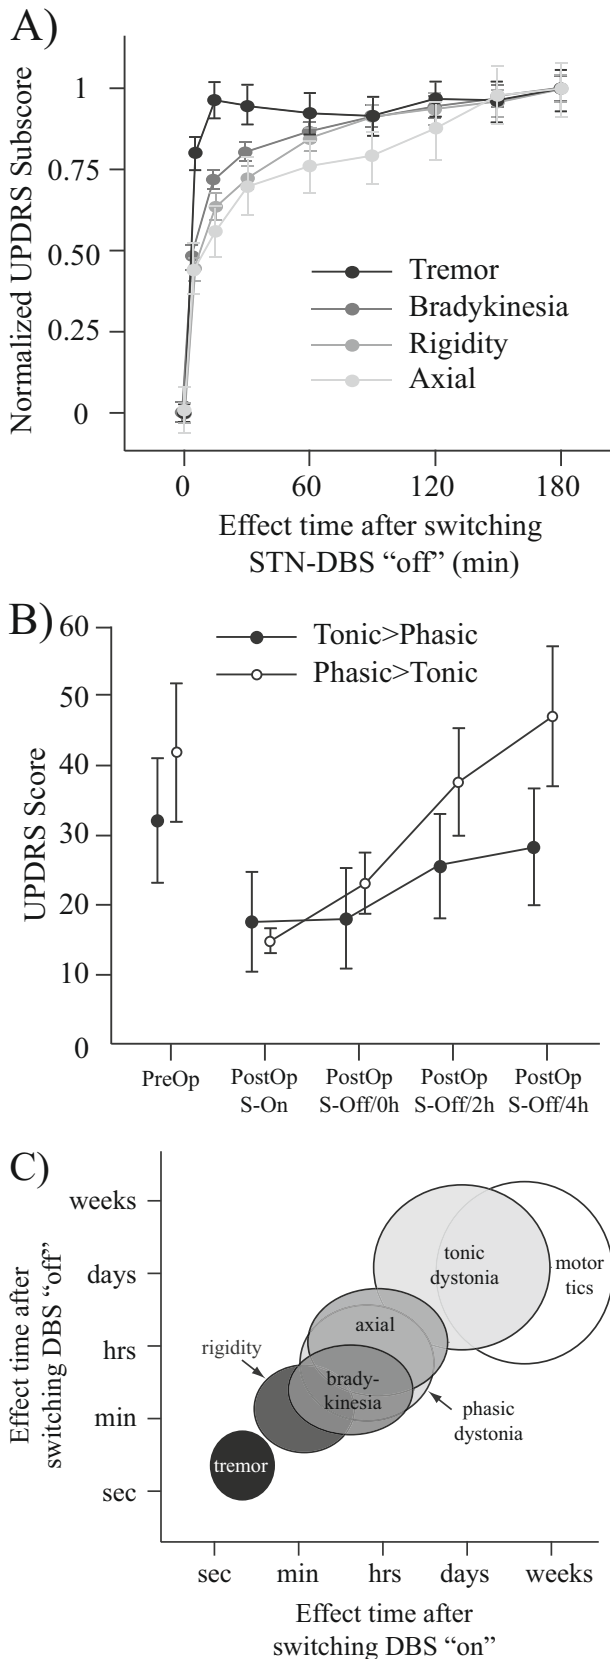 A)
Normalized UPDRS Subscore
1
0.75
0.50
0.25
0
Tremor
Bradykinesia
Rigidity
Axial
0
60
120
180
Effect time after switching
STN-DBS “off” (min)
B)
UPDRS Score
60
50
40
30
20
10
0
Tonic>Phasic
Phasic>Tonic
PreOp
PostOp
S-On
PostOp
S-Off/0h
PostOp
S-Off/2h
PostOp
S-Off/4h
C)
Effect time after
switching DBS “off”
weeks
days
hrs
min
sec
tonic
dystonia
motor
tics
axial
rigidity
brady-
kinesia
phasic
dystonia
tremor
sec
min
hrs
days
weeks
Effect time after
switching DBS “on”